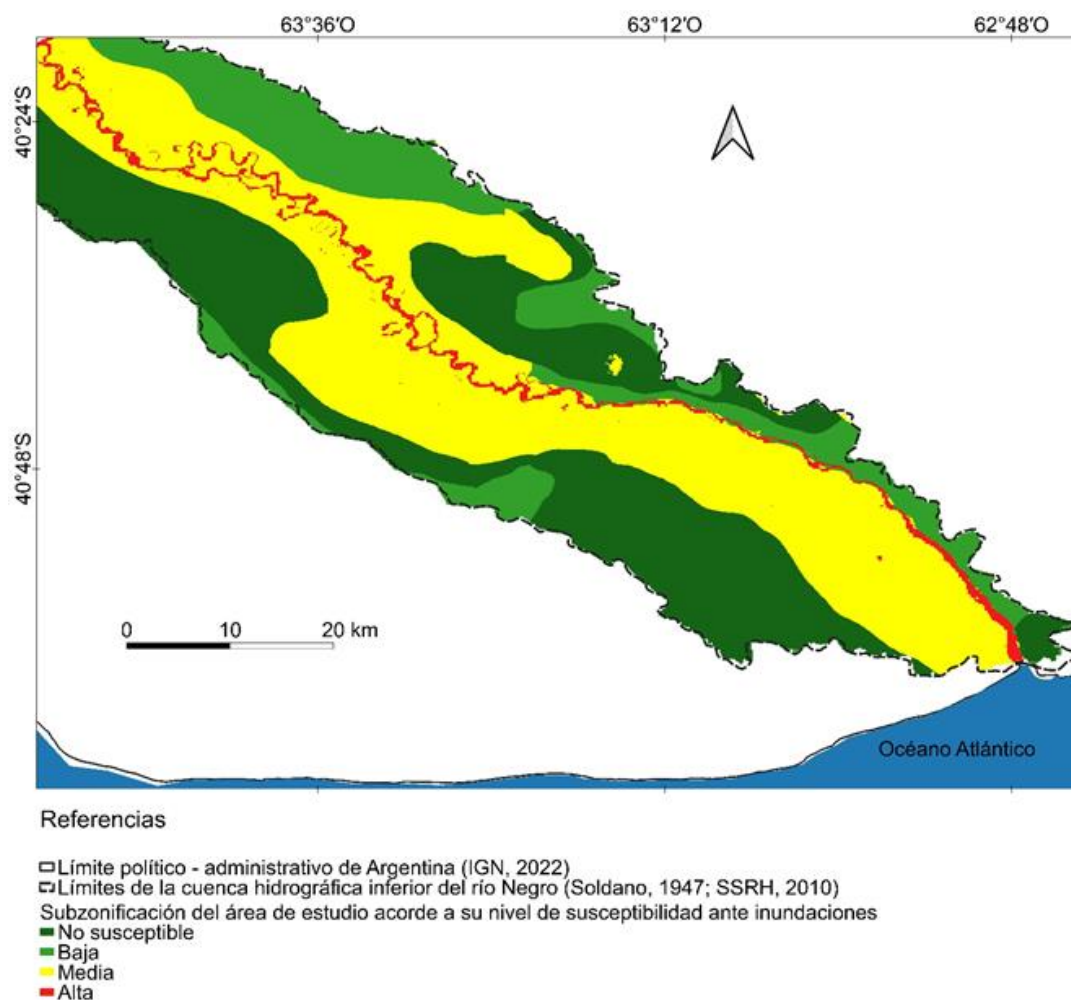 63°36'O 63°12'O 62°48'O
40°24'S
40°48'S
0 10 20 km
Océano Atlántico
Referencias
Límite político - administrativo de Argentina (IGN, 2022)
Límites de la cuenca hidrográfica inferior del río Negro (Soldano, 1947; SSRH, 2010)
Subzonificación del área de estudio acorde a su nivel de susceptibilidad ante inundaciones
No susceptible
Baja
Media
Alta